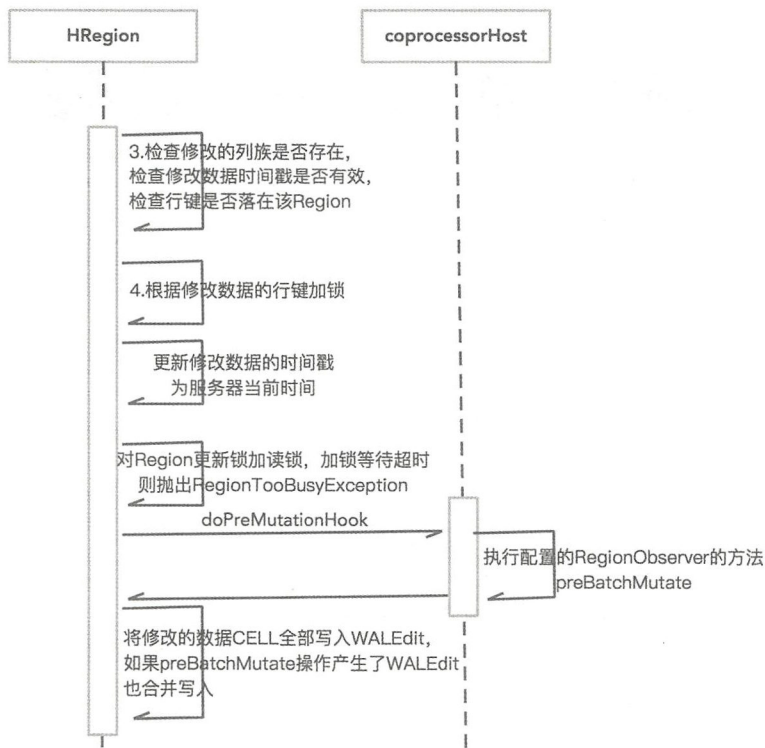 HRegion
coprocessorHost
3.检查修改的列族是否存在，
检查修改数据时间戳是否有效，
检查行键是否落在该Region
4.根据修改数据的行键加锁
更新修改数据的时间戳
为服务器当前时间
对Region更新锁加读锁，加锁等待超时
则抛出RegionTooBusyException
doPreMutationHook
执行配置的RegionObserver的方法
preBatchMutate
将修改的数据CELL全部写入WALEdit，
如果preBatchMutate操作产生了WALEdit
也合并写入